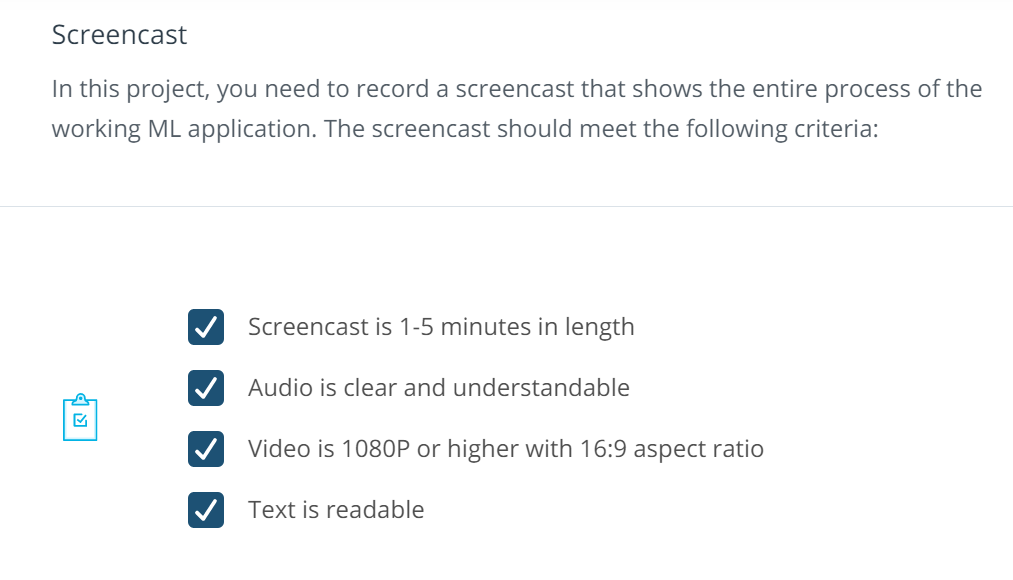 Screencast
In this project, you need to record a screencast that shows the entire process of the
working ML application. The screencast should meet the following criteria:
Screencast is 1-5 minutes in length
Audio is clear and understandable
Video is 1080P or higher with 16:9 aspect ratio
Text is readable